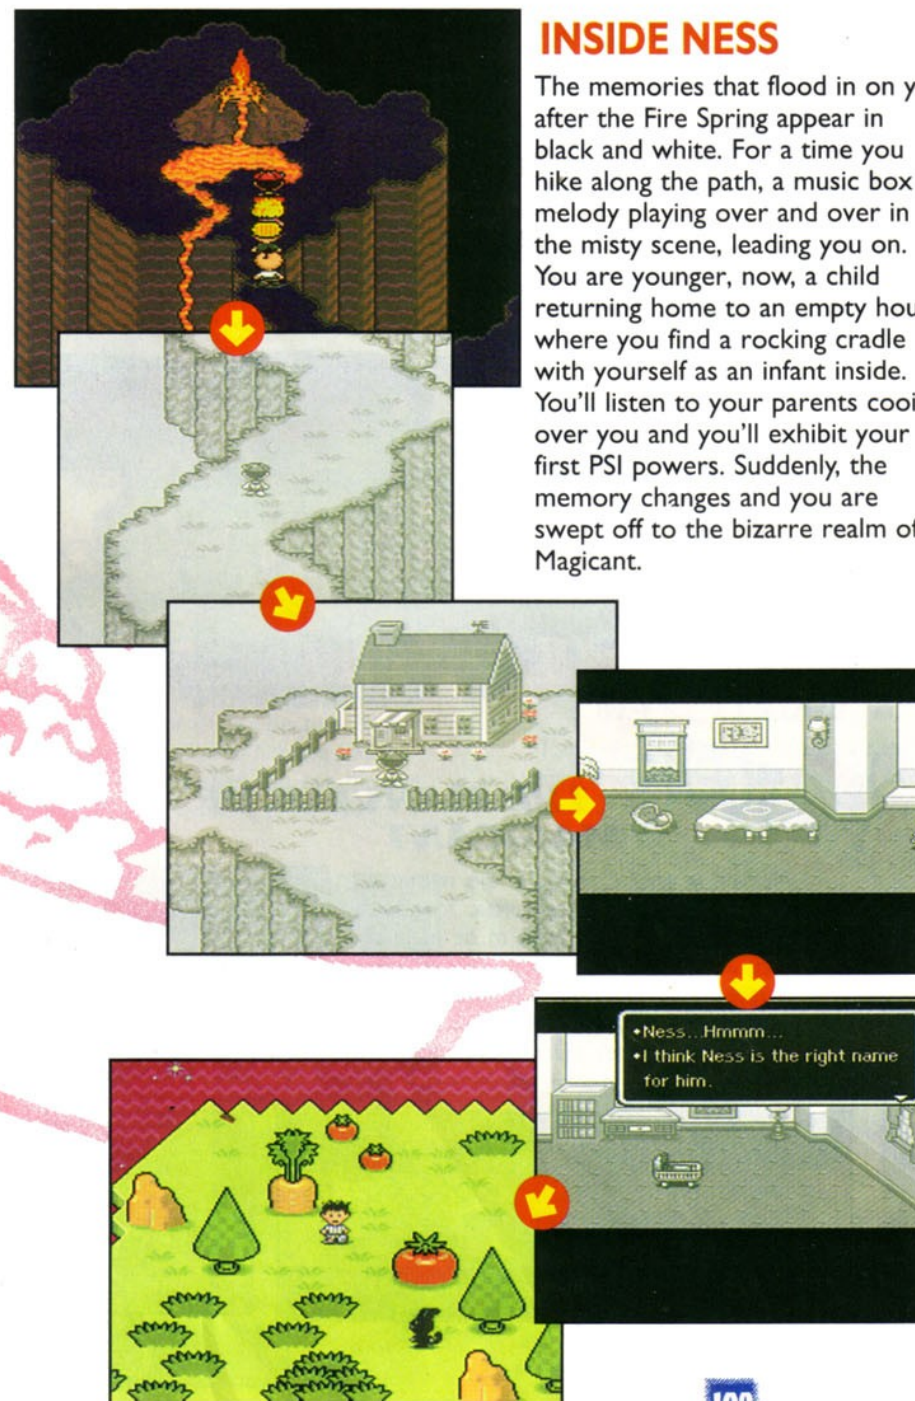 INSIDE NESS
The memories that flood in on
after the Fire Spring appear in
black and white. For a time you
hike along the path, a music box
melody playing over and over in
the misty scene, leading you on.
You are younger, now, a child
returning home to an empty
where you find a rocking cradle
with yourself as an infant inside.
You'll listen to your parents
over you and you'll exhibit your
first PSI powers. Suddenly, the
memory changes and you are
swept off to the bizarre realm of
Magicant.
•Ness...Hmmm...
•I think Ness is the right name
for him.